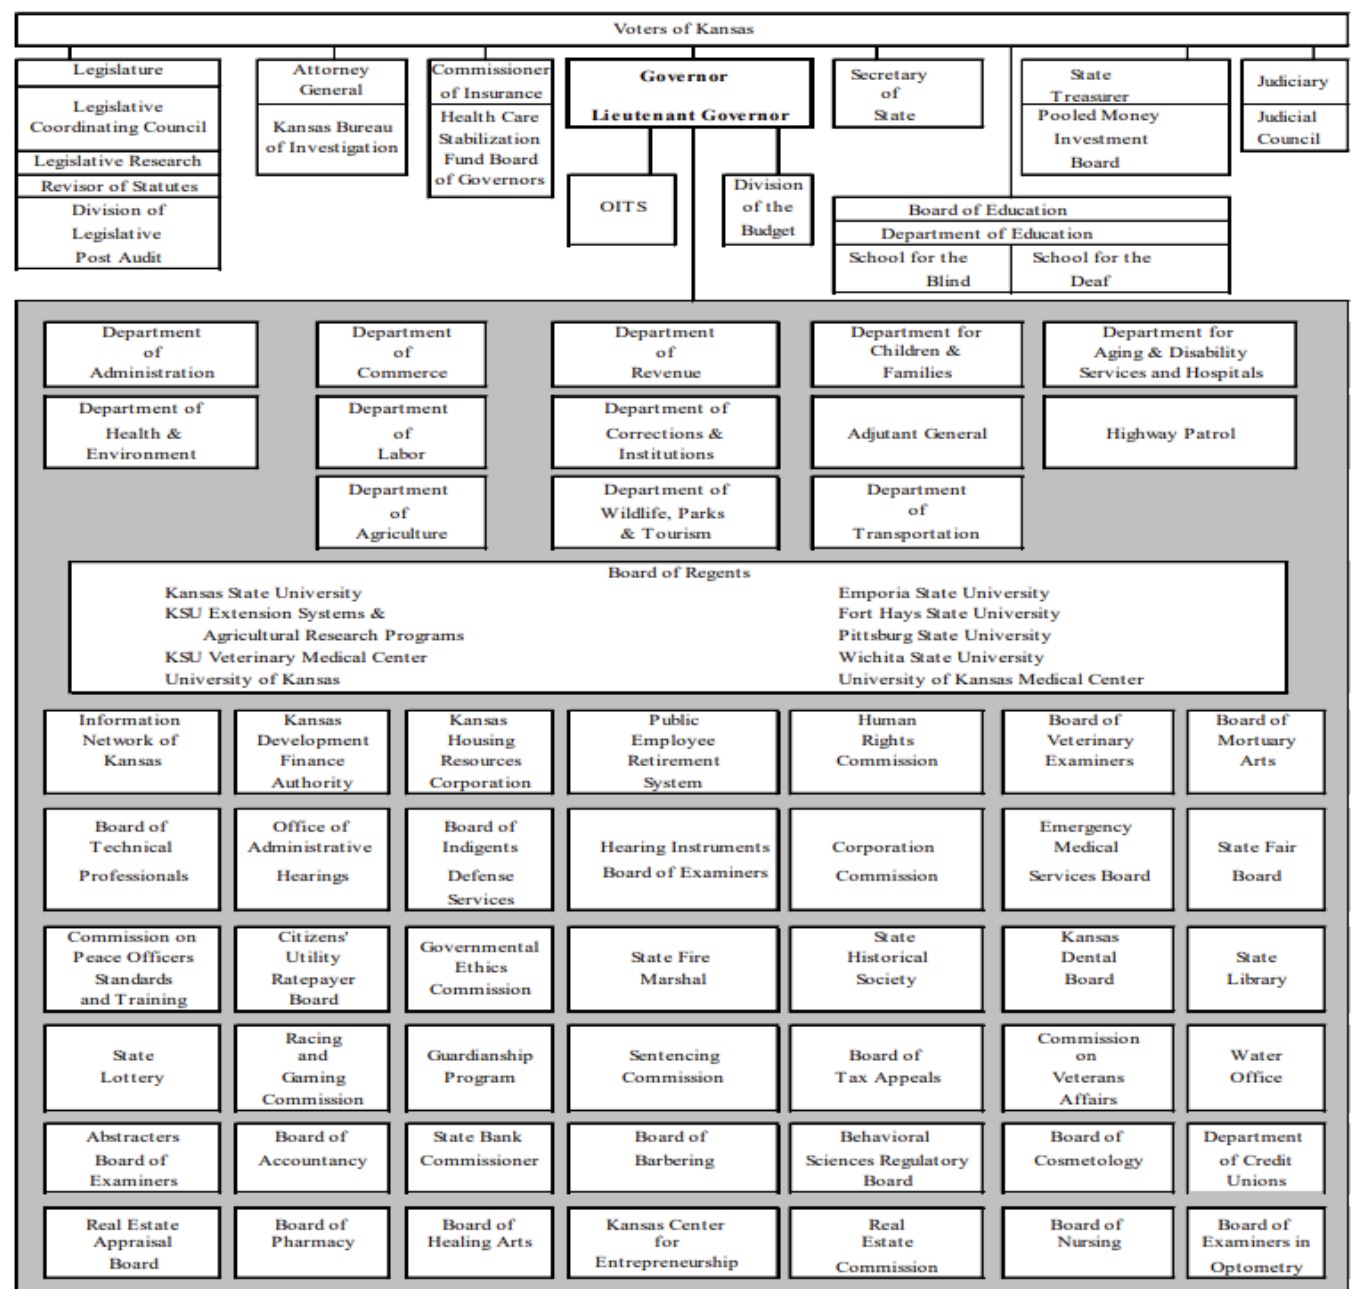 Voters of Kansas
Legislature
Legislative
Coordinating Council
Legislative Research
Revisor of Statutes
Division of
Legislative
Post Audit
Attorney
General
Kansas Bureau
of Investigation
Commissioner
of Insurance
Health Care
Stabilization
Fund Board
of Governors
Governor
Lieutenant Governor
OITS
Division
of the
Budget
Secretary
of
State
State
Treasurer
Pooled Money
Investment
Board
Judiciary
Judicial
Council
Board of Education
Department of Education
School for the
Blind
School for the
Deaf
Department
of
Administration
Department
of
Commerce
Department
of
Revenue
Department for
Children &
Families
Department for
Aging & Disability
Services and Hospitals
Department of
Health &
Environment
Department
of
Labor
Department of
Corrections &
Institutions
Adjutant General
Highway Patrol
Department
of
Agriculture
Department of
Wildlife, Parks
& Tourism
Department
of
Transportation
Board of Regents
Kansas State University
KSU Extension Systems &
Agricultural Research Programs
KSU Veterinary Medical Center
University of Kansas
Emporia State University
Fort Hays State University
Pittsburg State University
Wichita State University
University of Kansas Medical Center
Information
Network of
Kansas
Kansas
Development
Finance
Authority
Kansas
Housing
Resources
Corporation
Public
Employee
Retirement
System
Human
Rights
Commission
Board of
Veterinary
Examiners
Board of
Mortuary
Arts
Board of
Technical
Professionals
Office of
Administrative
Hearings
Board of
Indigents
Defense
Services
Hearing Instruments
Board of Examiners
Corporation
Commission
Emergency
Medical
Services Board
State Fair
Board
Commission on
Peace Officers
Standards
and Training
Citizens'
Utility
Ratepayer
Board
Governmental
Ethics
Commission
State Fire
Marshal
State
Historical
Society
Kansas
Dental
Board
State
Library
State
Lottery
Racing
and
Gaming
Commission
Guardianship
Program
Sentencing
Commission
Board of
Tax Appeals
Commission
on
Veterans
Affairs
Water
Office
Abstracters
Board of
Examiners
Board of
Accountancy
State Bank
Commissioner
Board of
Barbering
Behavioral
Sciences Regulatory
Board
Board of
Cosmetology
Department
of Credit
Unions
Real Estate
Appraisal
Board
Board of
Pharmacy
Board of
Healing Arts
Kansas Center
for
Entrepreneurship
Real
Estate
Commission
Board of
Nursing
Board of
Examiners in
Optometry